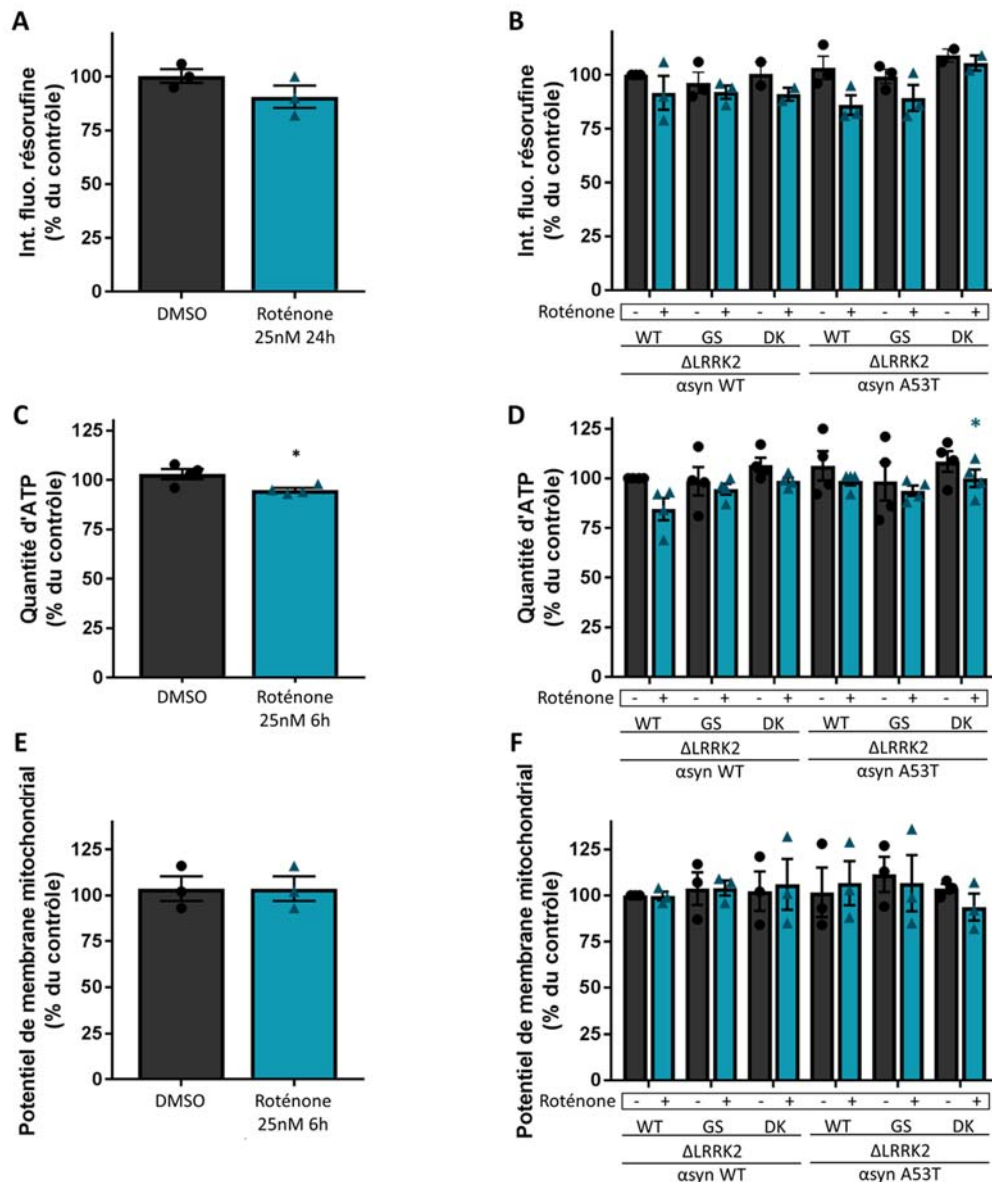 A
Int. fluo. résorufine
(% du contrôle)
125
100
75
50
25
0
DMSO
Roténone
25nM 24h
B
Int. fluo. résorufine
(% du contrôle)
125
100
75
50
25
0
Roténone - + - + - + - + - + - +
WT GS DK WT GS DK
ΔLRRK2 ΔLRRK2
αsyn WT αsyn A53T
C
Quantité d'ATP
(% du contrôle)
125
100
75
50
25
0
*
DMSO
Roténone
25nM 6h
D
Quantité d'ATP
(% du contrôle)
125
100
75
50
25
0
*
Roténone - + - + - + - + - + - +
WT GS DK WT GS DK
ΔLRRK2 ΔLRRK2
αsyn WT αsyn A53T
E
Potentiel de membrane mitochondrial
(% du contrôle)
125
100
75
50
25
0
DMSO
Roténone
25nM 6h
F
Potentiel de membrane mitochondrial
(% du contrôle)
125
100
75
50
25
0
Roténone - + - + - + - + - + - +
WT GS DK WT GS DK
ΔLRRK2 ΔLRRK2
αsyn WT αsyn A53T